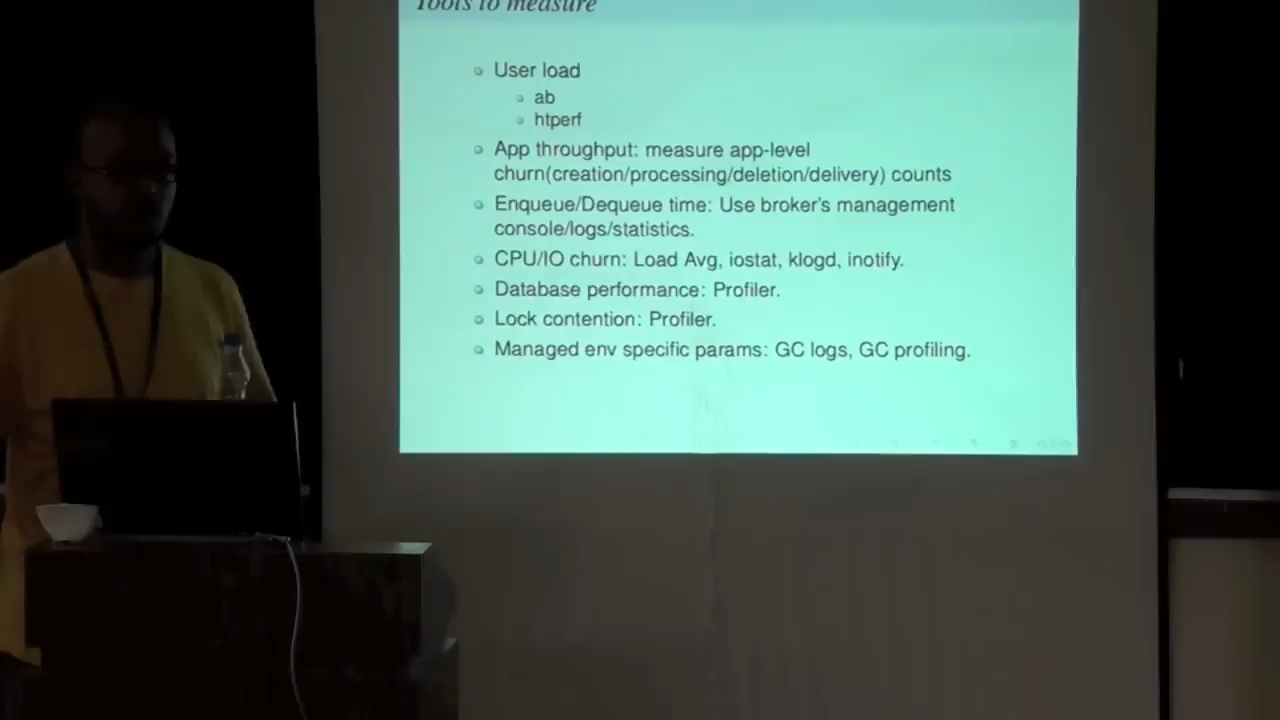 Tools to measure
User load
ab
htperf
App throughput: measure app-level
churn(creation/processing/deletion/delivery) counts
Enqueue/Dequeue time: Use broker's management
console/logs/statistics.
CPU/IO churn: Load Avg, iostat, klogd, inotify.
Database performance: Profiler.
Lock contention: Profiler.
Managed env specific params: GC logs, GC profiling.